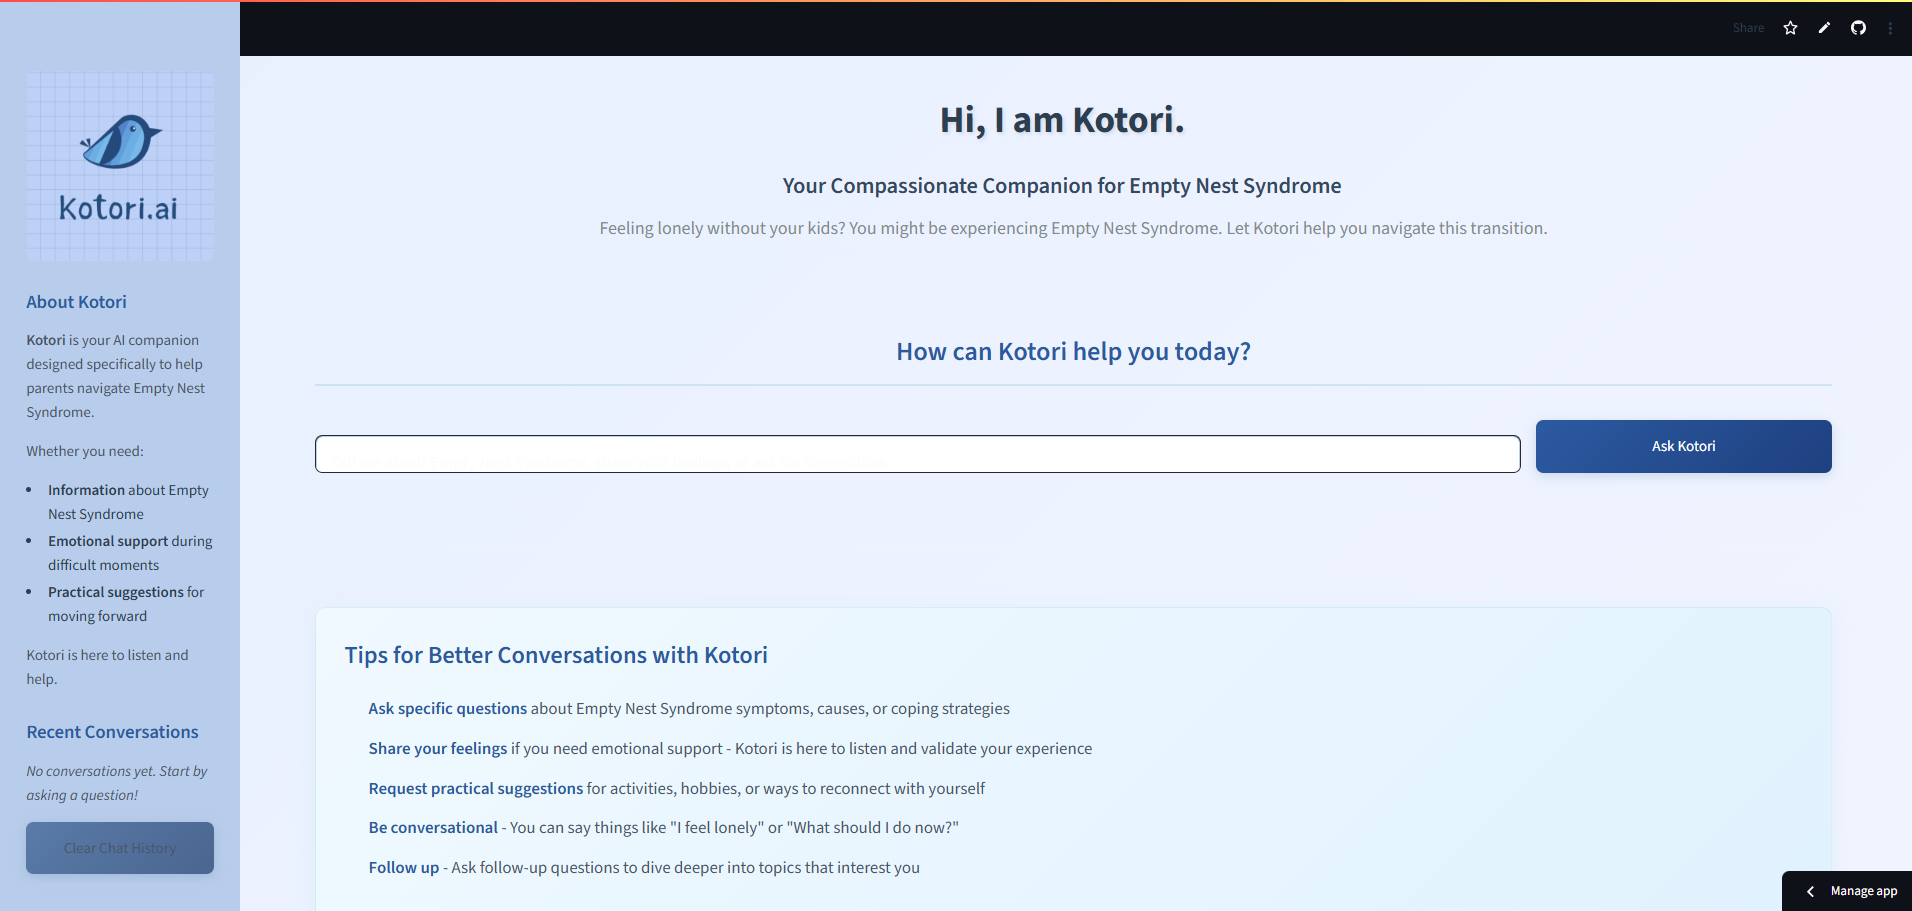 Share
kotori.ai
About Kotori
Kotori is your AI companion
designed specifically to help
parents navigate Empty Nest
Syndrome.
Whether you need:
• Information about Empty
Nest Syndrome
• Emotional support during
difficult moments
• Practical suggestions for
moving forward
Kotori is here to listen and
help.
Recent Conversations
No conversations yet. Start by
asking a question!
Clear Chat History
Hi, I am Kotori.
Your Compassionate Companion for Empty Nest Syndrome
Feeling lonely without your kids? You might be experiencing Empty Nest Syndrome. Let Kotori help you navigate this transition.
How can Kotori help you today?
Ask Kotori
Tips for Better Conversations with Kotori
Ask specific questions about Empty Nest Syndrome symptoms, causes, or coping strategies
Share your feelings if you need emotional support - Kotori is here to listen and validate your experience
Request practical suggestions for activities, hobbies, or ways to reconnect with yourself
Be conversational - You can say things like "I feel lonely" or "What should I do now?"
Follow up - Ask follow-up questions to dive deeper into topics that interest you
Manage app